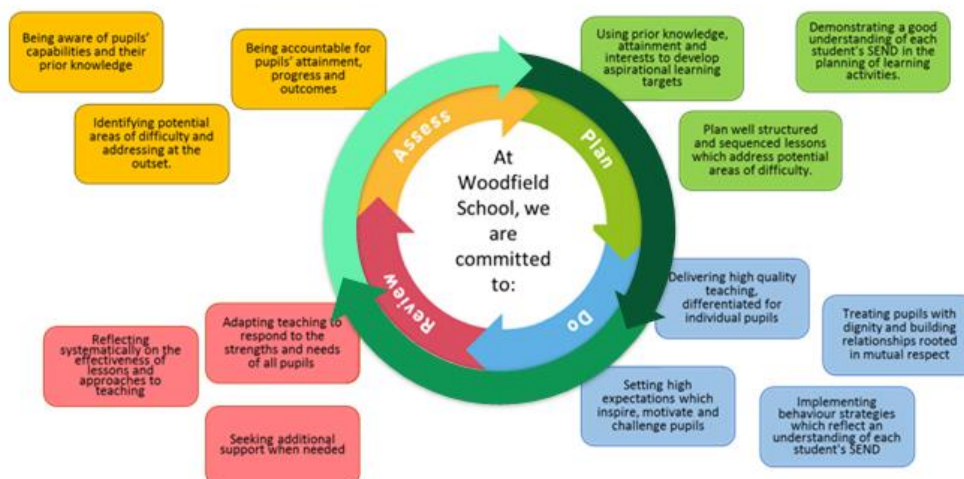 Being aware of pupils'
capabilities and their
prior knowledge
Being accountable for
pupils' attainment,
progress and
outcomes
Identifying potential
areas of difficulty and
addressing at the
outset.
Using prior knowledge,
attainment and
interests to develop
aspirational learning
targets
Demonstrating a good
understanding of each
student's SEND in the
planning of learning
activities.
Plan well structured
and sequenced lessons
which address potential
areas of difficulty.
Assess
Plan
Do
Review
At
Woodfield
School, we
are
committed
to:
Delivering high quality
teaching,
differentiated for
individual pupils
Treating pupils with
dignity and building
relationships rooted
in mutual respect
Setting high
expectations which
inspire, motivate and
challenge pupils
Implementing
behaviour strategies
which reflect an
understanding of each
student's SEND
Adapting teaching to
respond to the
strengths and needs
of all pupils
Reflecting
systematically on the
effectiveness of
lessons and
approaches to
teaching
Seeking additional
support when needed